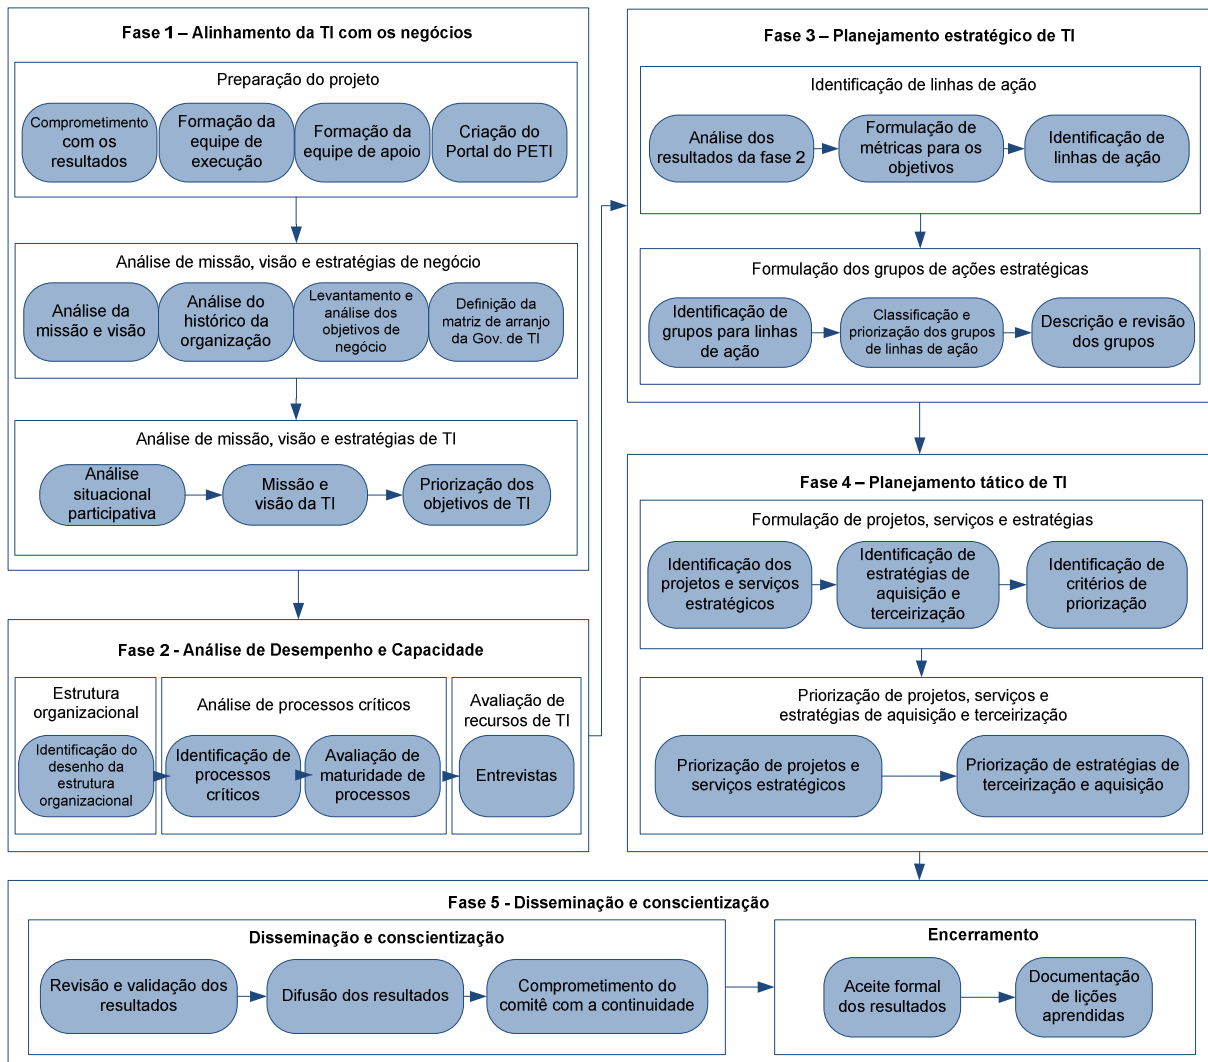 Fase 1 – Alinhamento da TI com os negócios
Preparação do projeto
Comprometimento
com os
resultados
Formação da
equipe de
execução
Formação da
equipe de apoio
Criação do
Portal do PETI
Análise de missão, visão e estratégias de negócio
Análise da
missão e visão
Análise do
histórico da
organização
Levantamento e
análise dos
objetivos de
negócio
Definição da
matriz de arranjo
da Gov. de TI
Análise de missão, visão e estratégias de TI
Análise
situacional
participativa
Missão e
visão da TI
Priorização dos
objetivos de TI
Fase 2 - Análise de Desempenho e Capacidade
Estrutura
organizacional
Identificação do
desenho da
estrutura
organizacional
Análise de processos críticos
Identificação de
processos
críticos
Avaliação de
maturidade de
processos
Avaliação de
recursos de TI
Entrevistas
Fase 3 – Planejamento estratégico de TI
Identificação de linhas de ação
Análise dos
resultados da fase 2
Formulação de
métricas para os
objetivos
Identificação de
linhas de ação
Formulação dos grupos de ações estratégicas
Identificação de
grupos para linhas
de ação
Classificação e
priorização dos grupos
de linhas de ação
Descrição e revisão
dos grupos
Fase 4 – Planejamento tático de TI
Formulação de projetos, serviços e estratégias
Identificação dos
projetos e serviços
estratégicos
Identificação de
estratégias de
aquisição e
terceirização
Identificação de
critérios de
priorização
Priorização de projetos, serviços e
estratégias de aquisição e terceirização
Priorização de projetos e
serviços estratégicos
Priorização de estratégias de
terceirização e aquisição
Fase 5 - Disseminação e conscientização
Disseminação e conscientização
Revisão e validação dos
resultados
Difusão dos resultados
Comprometimento do
comitê com a continuidade
Encerramento
Aceite formal
dos resultados
Documentação
de lições
aprendidas